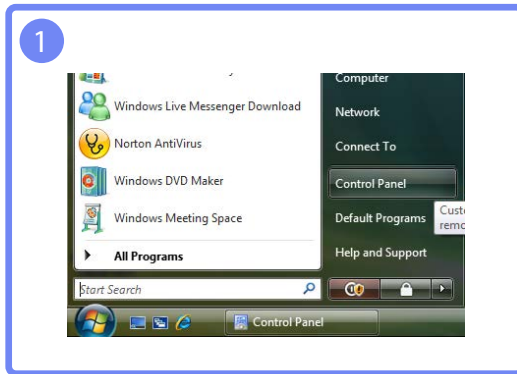 1
Computer
Windows Live Messenger Download
Network
Norton AntiVirus
Connect To
Windows DVD Maker
Control Panel
Windows Meeting Space
Default Programs
All Programs
Help and Support
Start Search
Control Panel